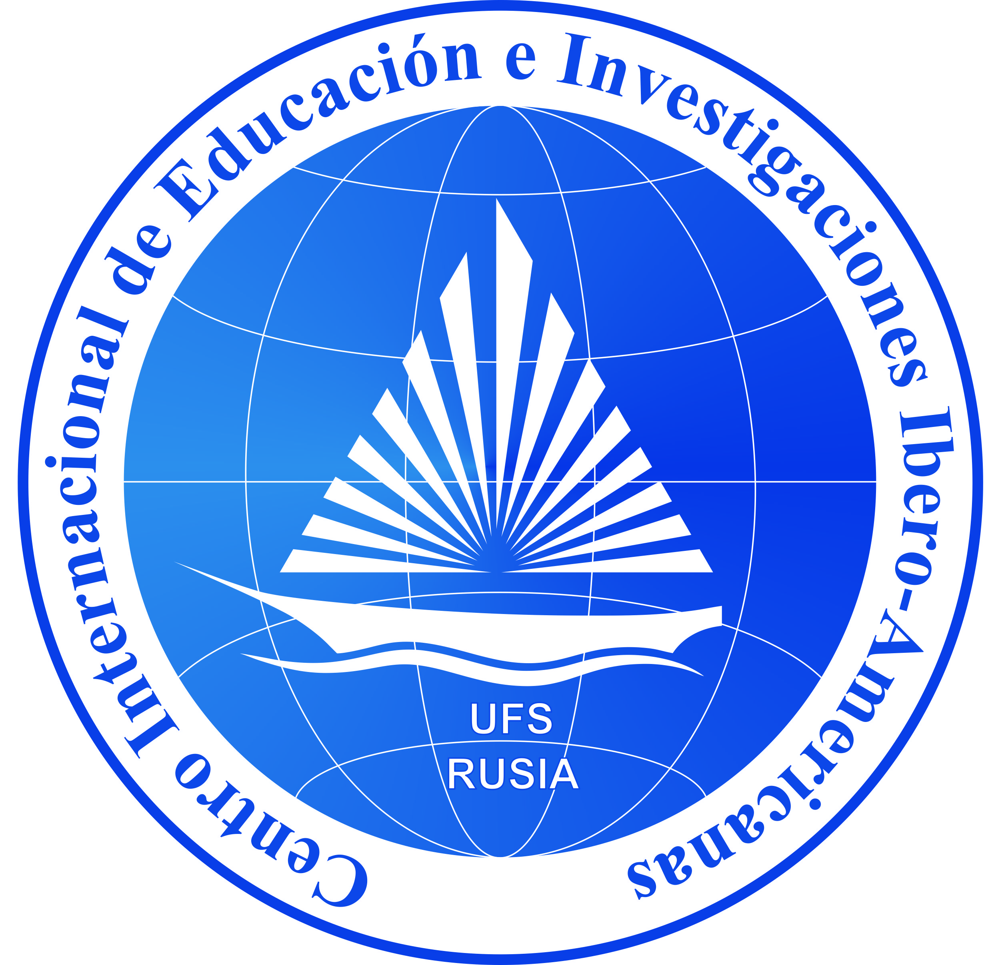 Centro Internacional de Educación e Investigaciones Ibero-Americanas
UFS
RUSIA